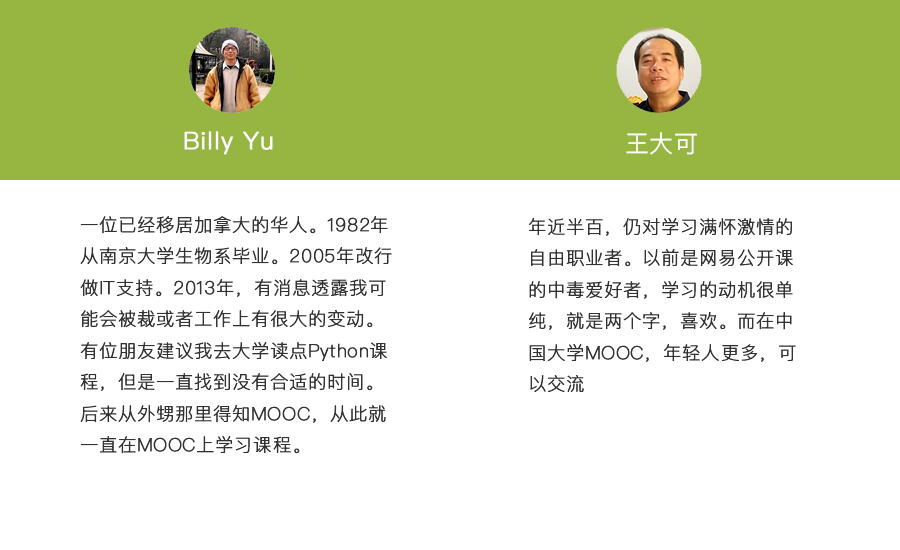 Billy Yu
一位已经移居加拿大的华人。1982年
从南京大学生物系毕业。2005年改行
做IT支持。2013年，有消息透露我可
能会被裁或者工作上有很大的变动。
有位朋友建议我去大学读点Python课
程，但是一直找到没有合适的时间。
后来从外甥那里得知MOOC，从此就
一直在MOOC上学习课程。
王大可
年近半百，仍对学习满怀激情的
自由职业者。以前是网易公开课
的中毒爱好者，学习的动机很单
纯，就是两个字，喜欢。而在中
国大学MOOC，年轻人更多，可
以交流